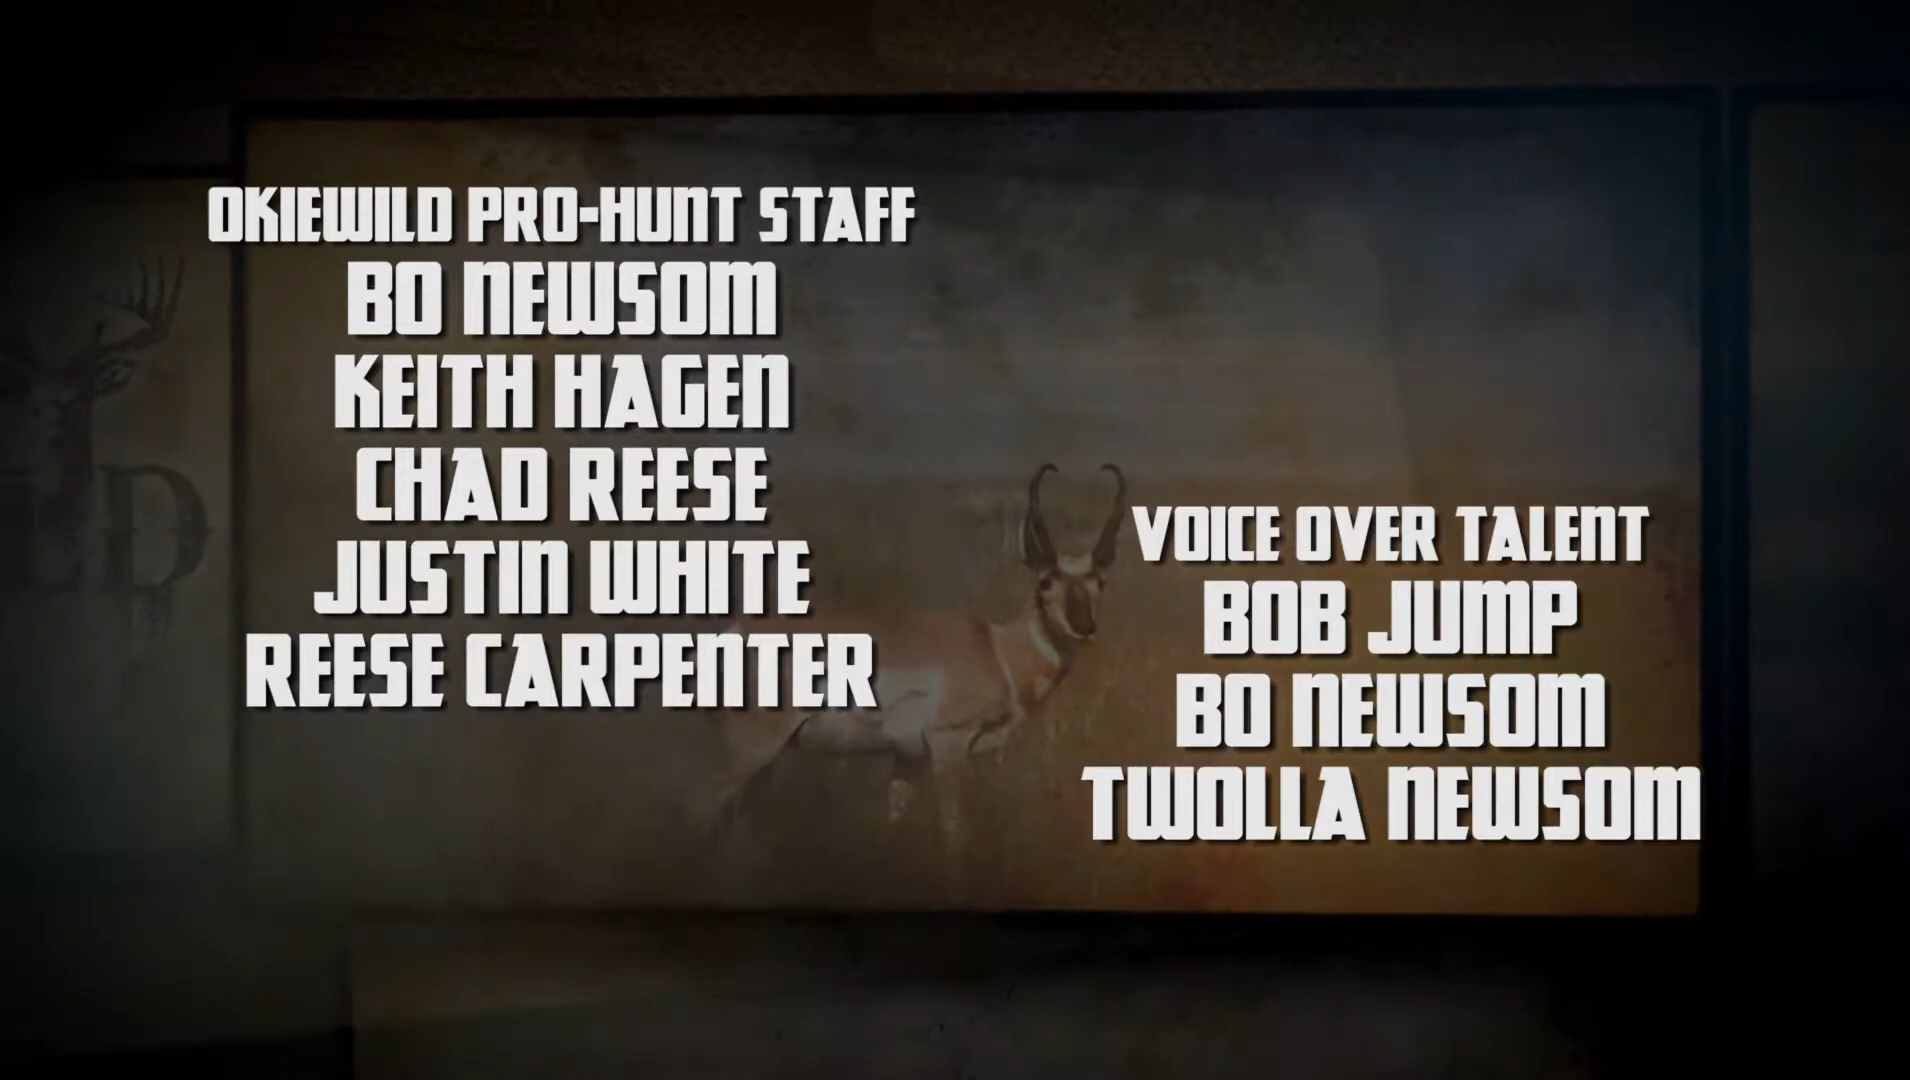 OKIEWILD PRO-HUNT STAFF
BO NEWSOM
KEITH HAGEN
CHAD REESE
JUSTIN WHITE
REESE CARPENTER
VOICE OVER TALENT
BOB JUMP
BO NEWSOM
TWOLLA NEWSOM